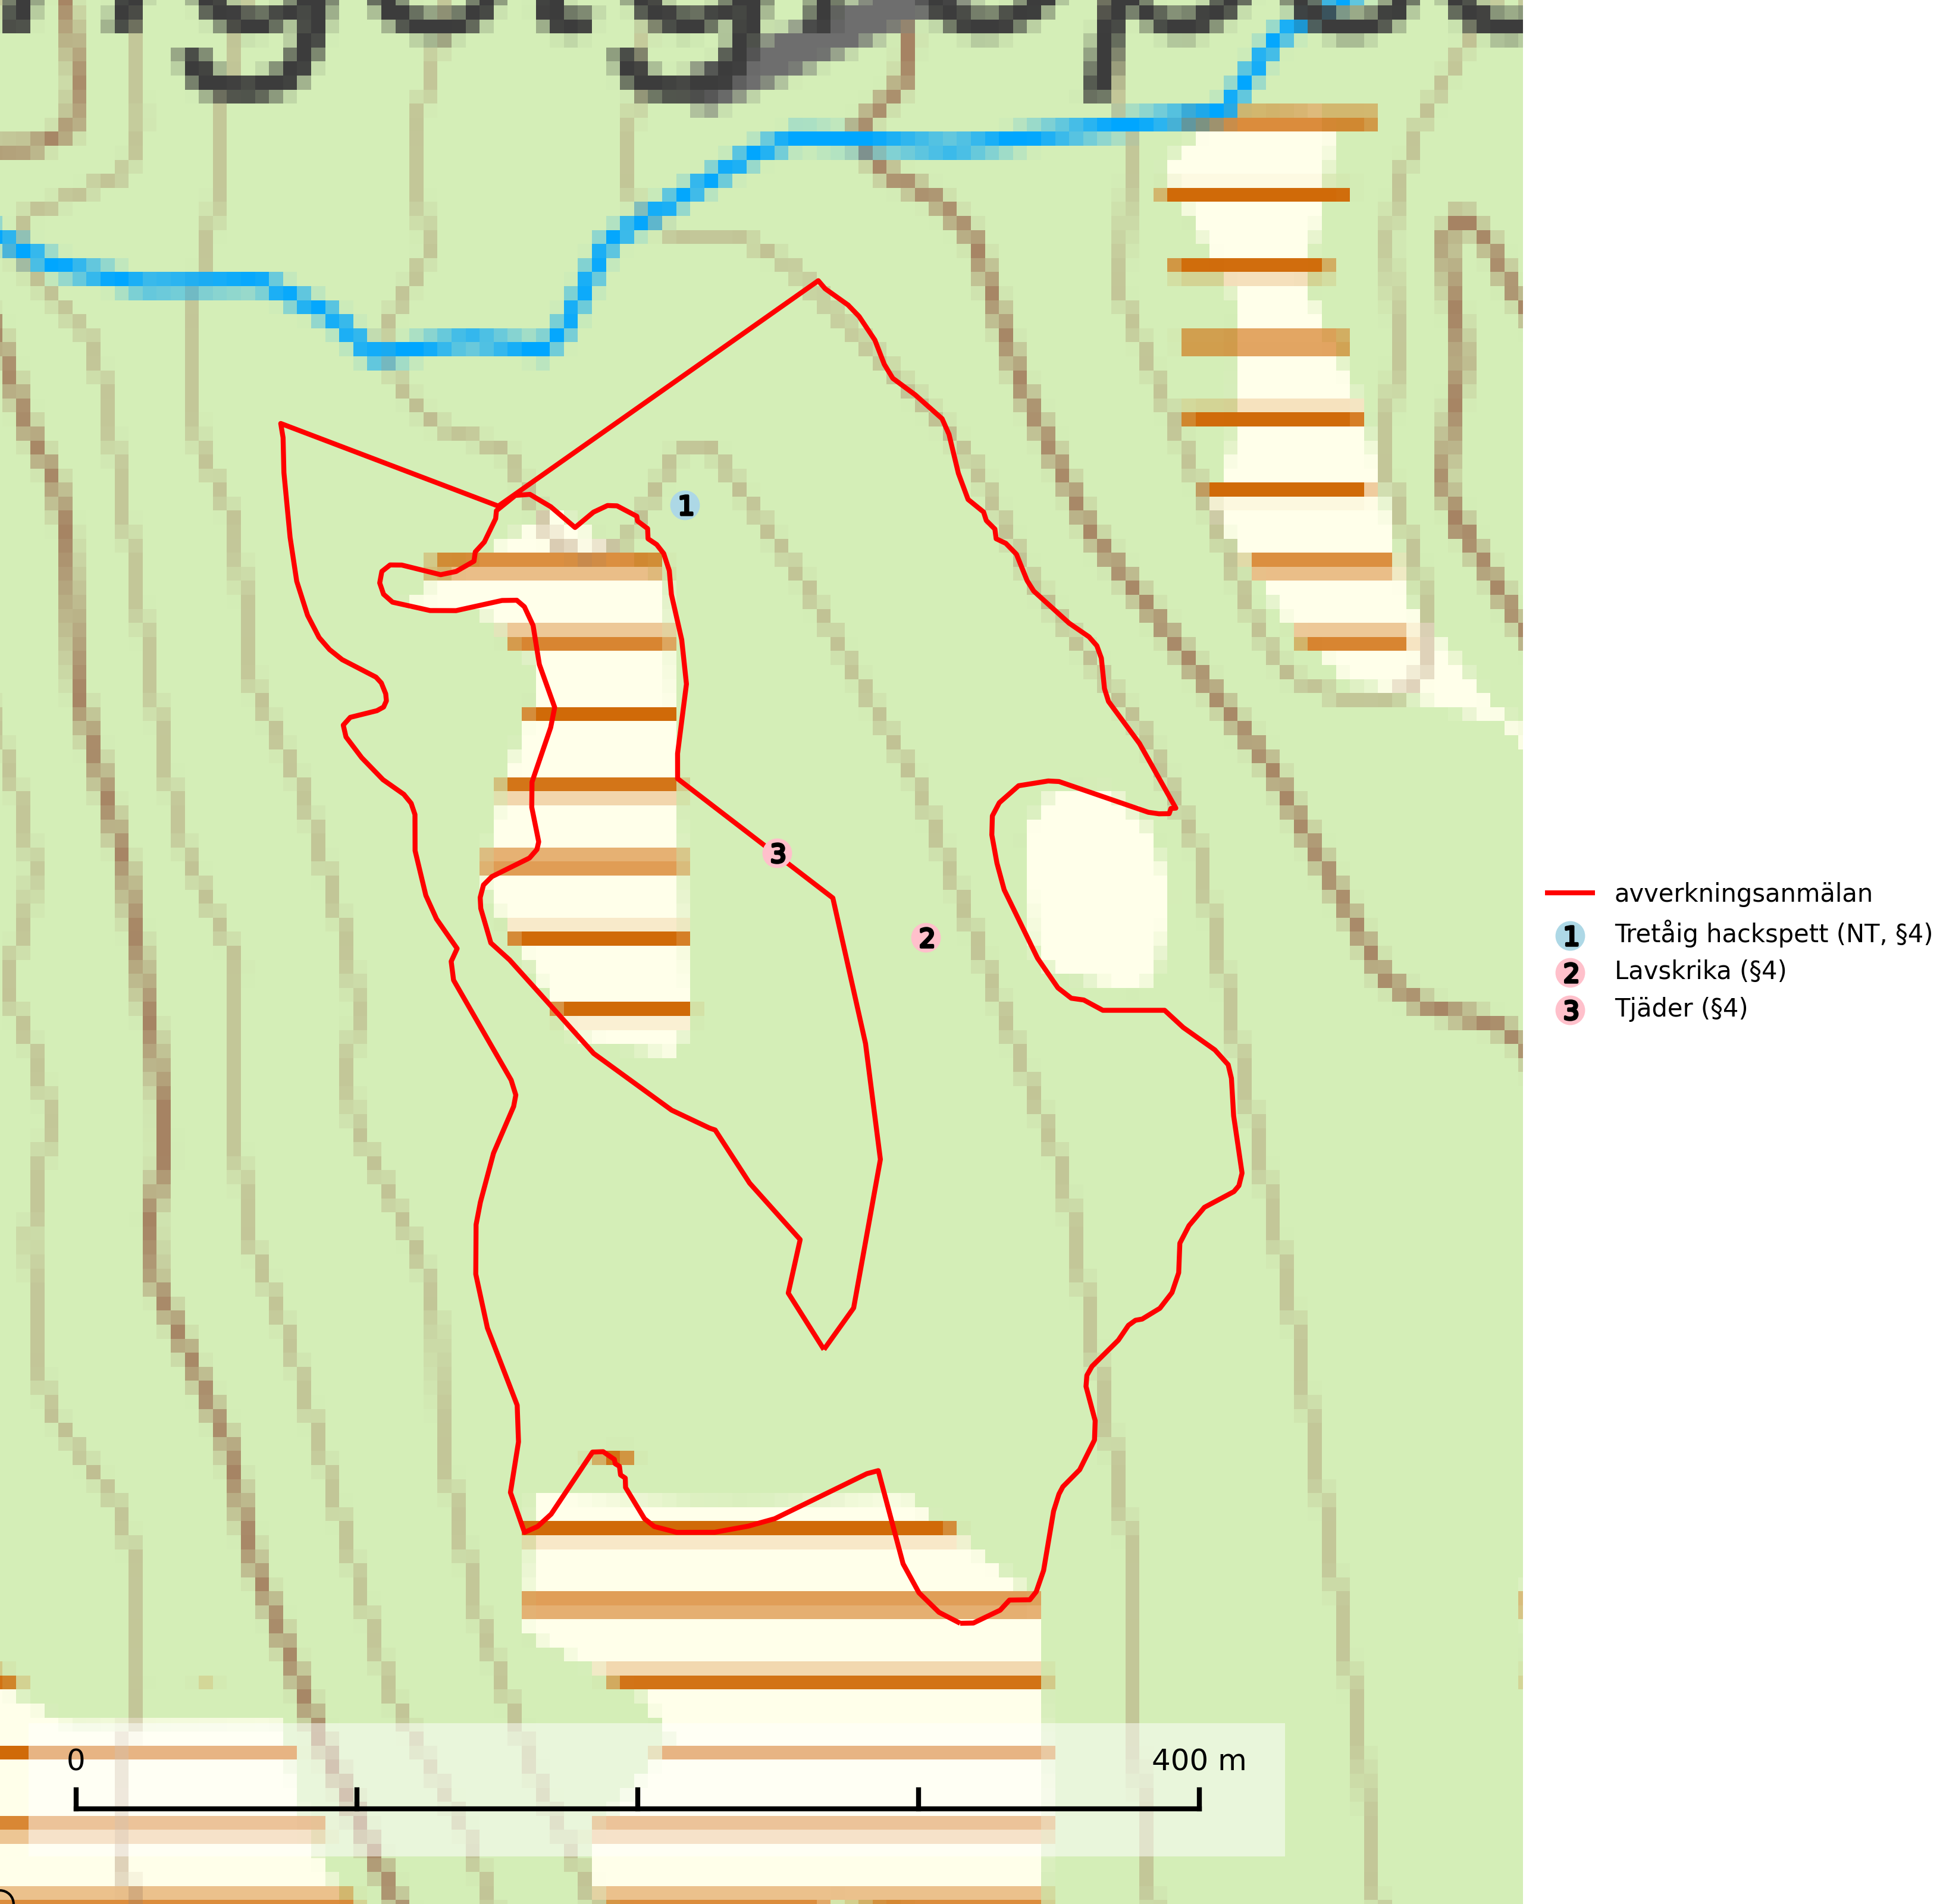 1
3
2
avverkningsanmälan
1 Tretåig hackspett (NT, §4)
2 Lavskrika (§4)
3 Tjäder (§4)
0 400 m